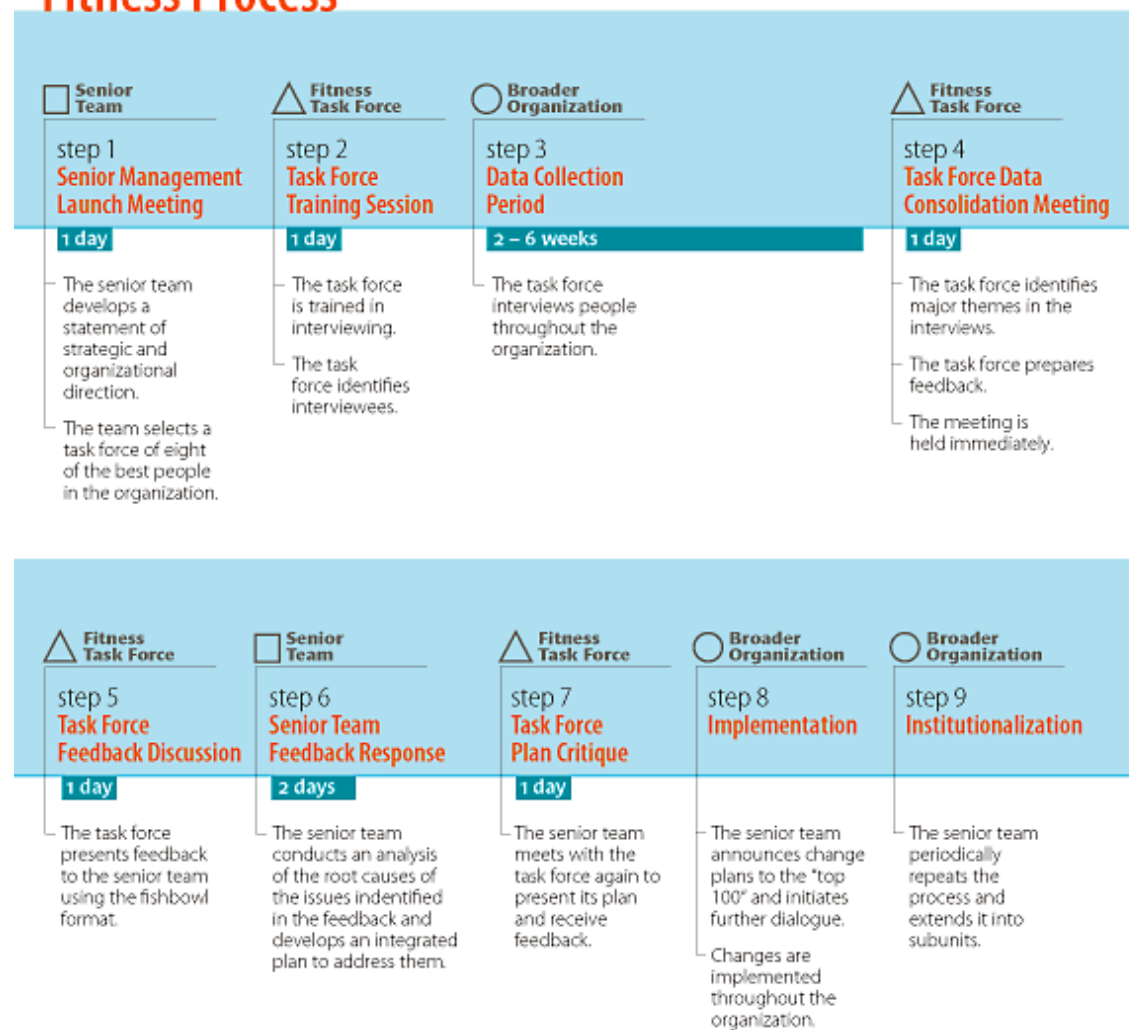 Fitness Process
Senior
Team
step 1
Senior Management
Launch Meeting
1 day
The senior team
develops a
statement of
strategic and
organizational
direction.
The team selects a
task force of eight
of the best people
in the organization.
Fitness
Task Force
step 2
Task Force
Training Session
1 day
The task force
is trained in
interviewing.
The task
force identifies
interviewees.
Broader
Organization
step 3
Data Collection
Period
2 – 6 weeks
The task force
interviews people
throughout the
organization.
Fitness
Task Force
step 4
Task Force Data
Consolidation Meeting
1 day
The task force identifies
major themes in the
interviews.
The task force prepares
feedback.
The meeting is
held immediately.
Fitness
Task Force
step 5
Task Force
Feedback Discussion
1 day
The task force
presents feedback
to the senior team
using the fishbowl
format.
Senior
Team
step 6
Senior Team
Feedback Response
2 days
The senior team
conducts an analysis
of the root causes of
the issues indentified
in the feedback and
develops an integrated
plan to address them.
Fitness
Task Force
step 7
Task Force
Plan Critique
1 day
The senior team
meets with the
task force again to
present its plan
and receive
feedback.
Broader
Organization
step 8
Implementation
The senior team
announces change
plans to the "top
100" and initiates
further dialogue.
Changes are
implemented
throughout the
organization.
Broader
Organization
step 9
Institutionalization
The senior team
periodically
repeats the
process and
extends it into
subunits.